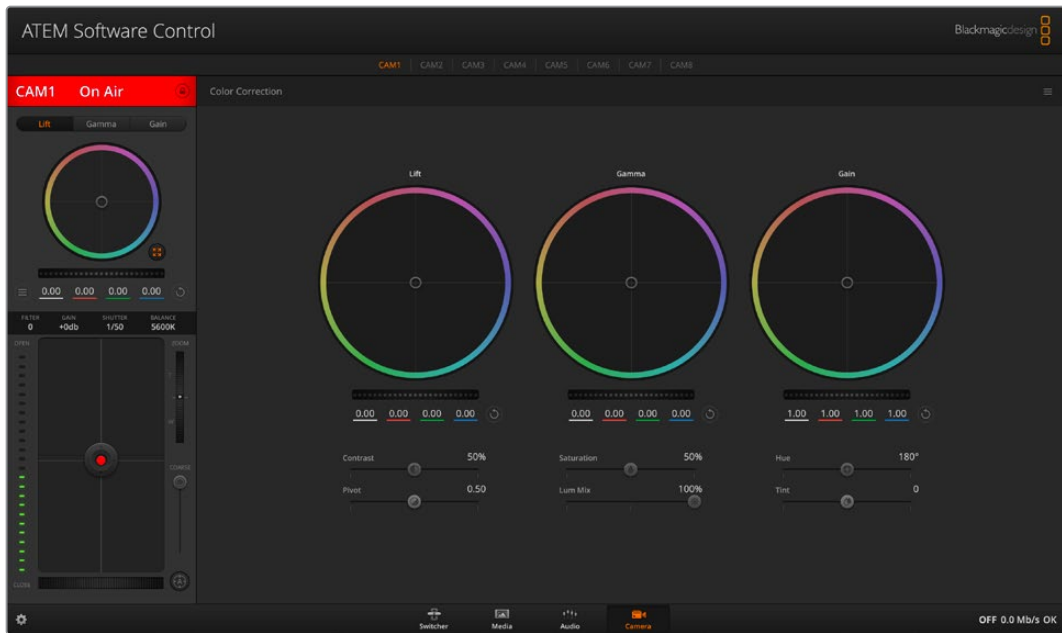 ATEM Software Control
Blackmagicdesign
CAM1 CAM2 CAM3 CAM4 CAM5 CAM6 CAM7 CAM8
CAM1 On Air
Color Correction
Lift Gamma Gain
0.00 0.00 0.00 0.00
FILTER GAIN SHUTTER BALANCE
0 +0db 1/50 5600K
OPEN ZOOM
COARSE
CLOSE
Lift Gamma Gain
0.00 0.00 0.00 0.00 0.00 0.00 0.00 0.00 1.00 1.00 1.00 1.00
Contrast 50% Saturation 50% Hue 180°
Pivot 0.50 Lum Mix 100% Tint 0
Switcher Media Audio Camera
OFF 0.0 Mb/s OK